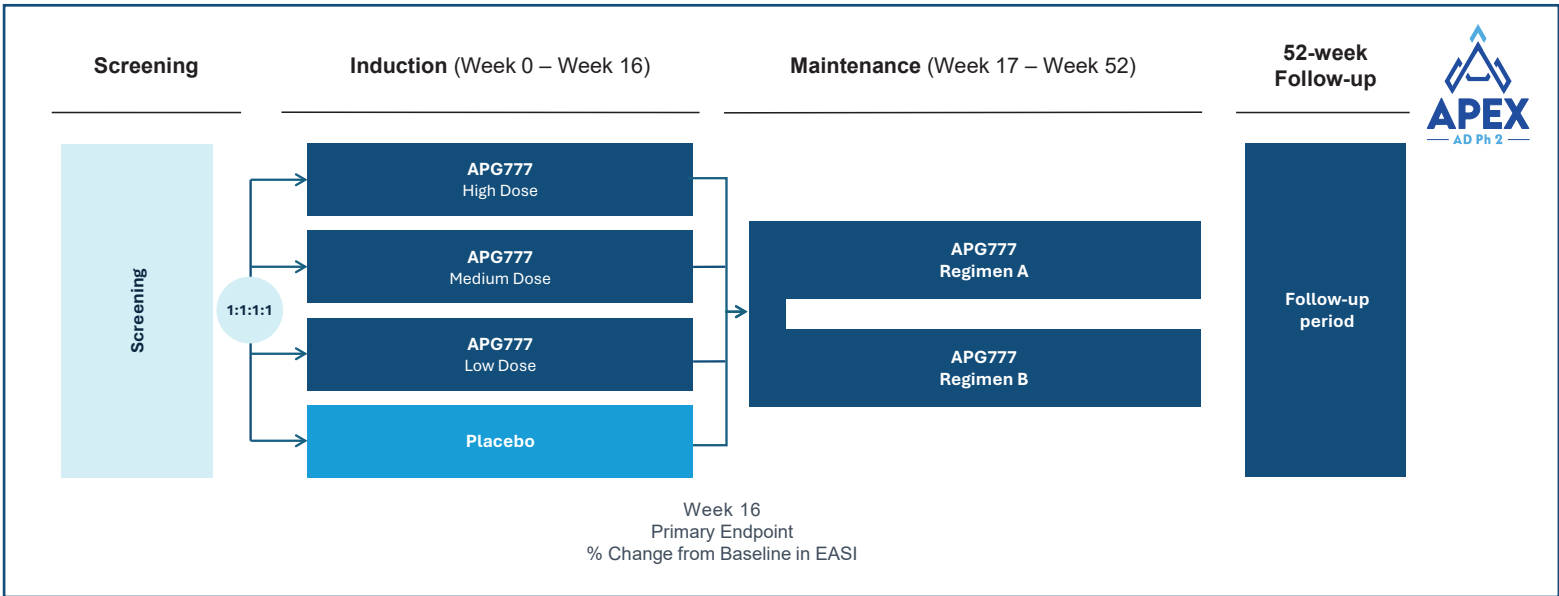 Screening
Induction (Week 0 – Week 16)
Maintenance (Week 17 – Week 52)
52-week
Follow-up
APEX
AD Ph 2
Screening
1:1:1:1
APG777
High Dose
APG777
Medium Dose
APG777
Low Dose
Placebo
APG777
Regimen A
APG777
Regimen B
Follow-up
period
Week 16
Primary Endpoint
% Change from Baseline in EASI